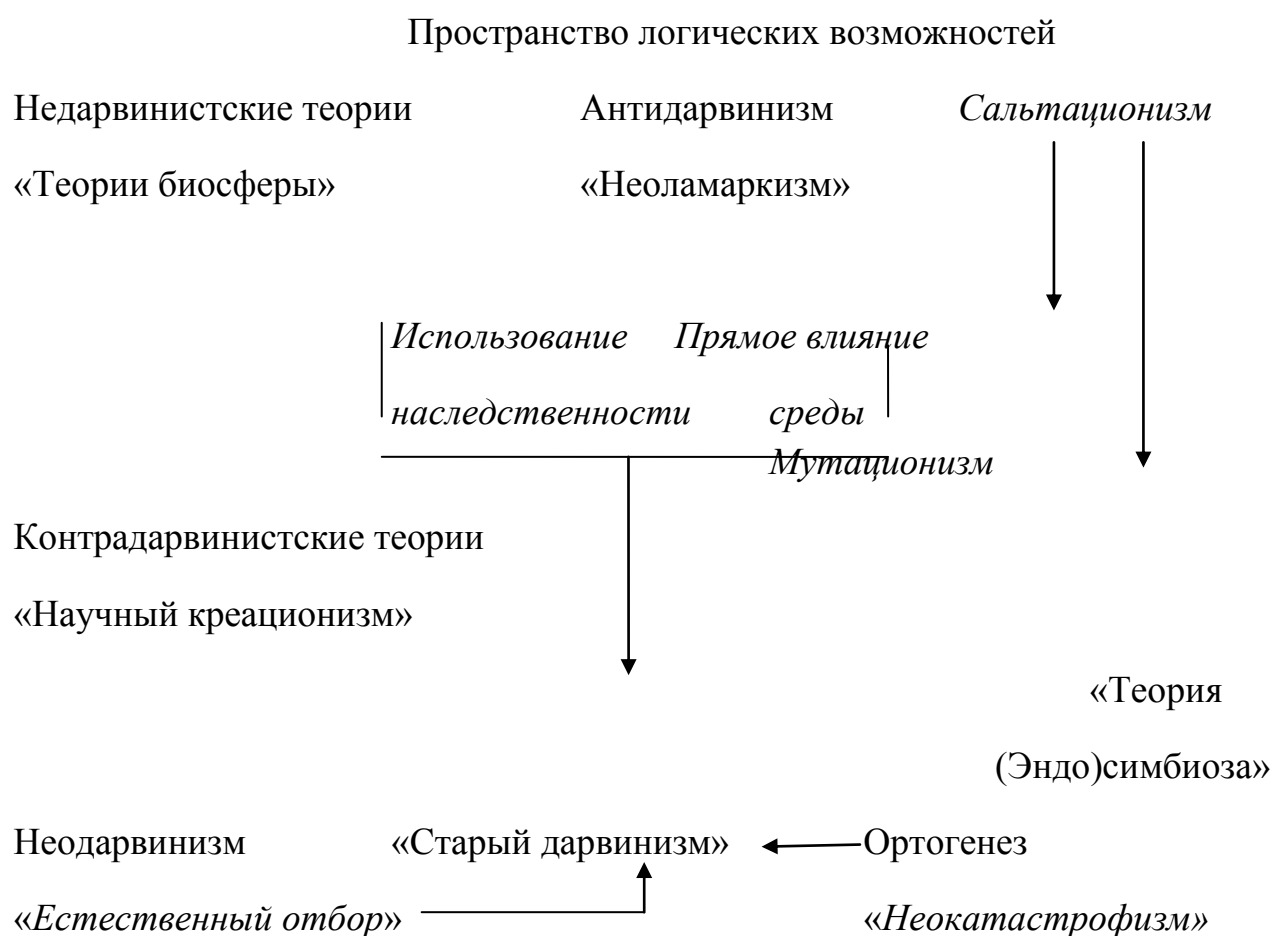 Пространство логических возможностей
Недарвинистские теории Антидарвинизм Сальтационизм
«Теории биосферы» «Неоламаркизм»
Использование Прямое влияние
наследственности среды
Мутационизм
Контрадарвинистские теории
«Научный креационизм»
«Теория
(Эндо)симбиоза»
Неодарвинизм «Старый дарвинизм» Ортогенез
«Естественный отбор» «Неокатастрофизм»